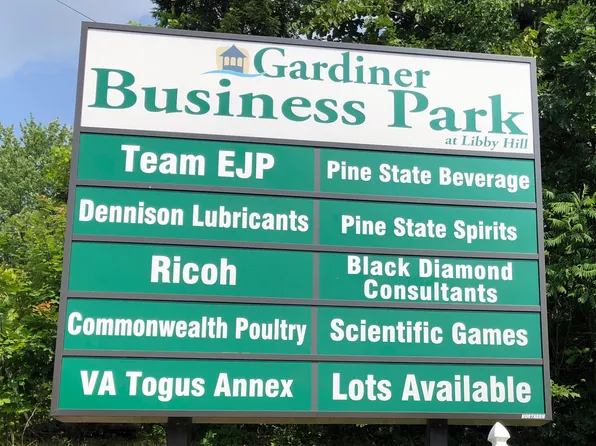 Gardiner
Business Park
at Libby Hill
Team EJP
Pine State Beverage
Dennison Lubricants
Pine State Spirits
Ricoh
Black Diamond
Consultants
Commonwealth Poultry
Scientific Games
VA Togus Annex
Lots Available
NORTHERN